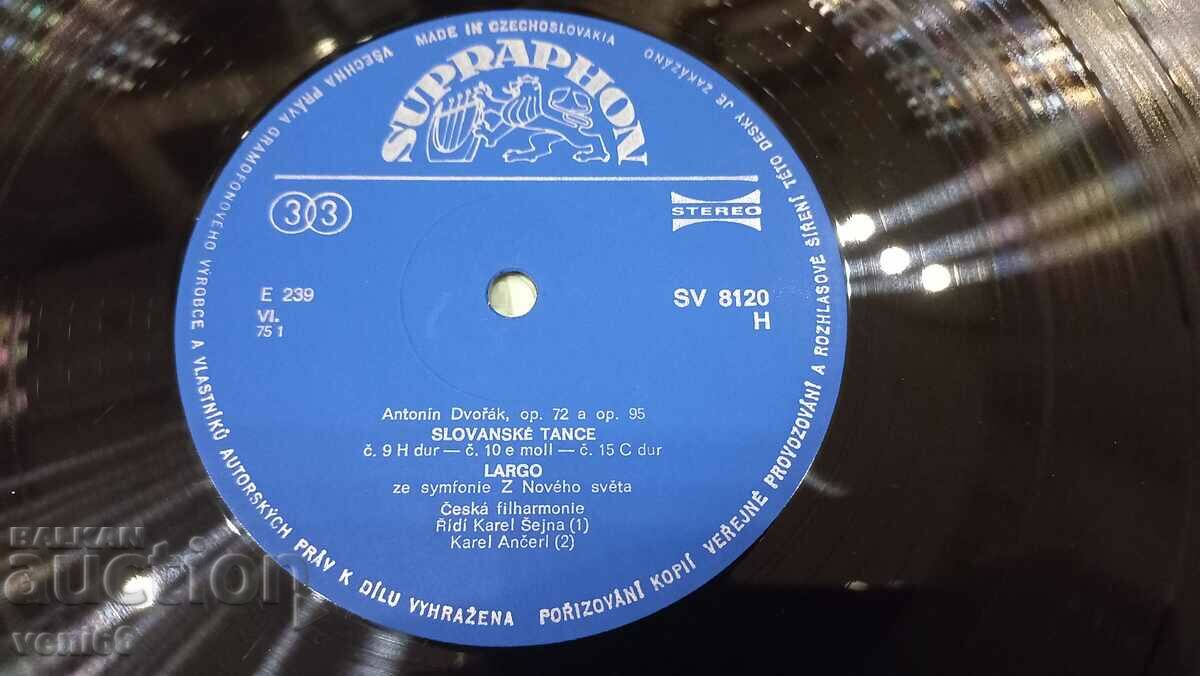 MADE IN CZECHOSLOVAKIA
SUPRAPHON
33
STEREO
E 239
VI.
75 1
SV 8120
H
Antonín Dvořák, op. 72 a op. 95
SLOVANSKÉ TANCE
č. 9 H dur — č. 10 e moll — č. 15 C dur
LARGO
ze symfonie Z Nového světa
Česká filharmonie
Řídí Karel Šejna (1)
Karel Ančerl (2)
VŠECHNA PRÁVA GRAMOFONOVÉHO VÝROBCE A VLASTNÍKŮ AUTORSKÝCH PRÁV K DÍLU VYHRAŽENA
POŘIZOVÁNÍ KOPIÍ VEŘEJNÉ PROVOZOVÁNÍ A ROZHLASOVÉ ŠÍŘENÍ TÉTO DESKY JE ZAKÁZÁNO
BALKAN
auction
veni69